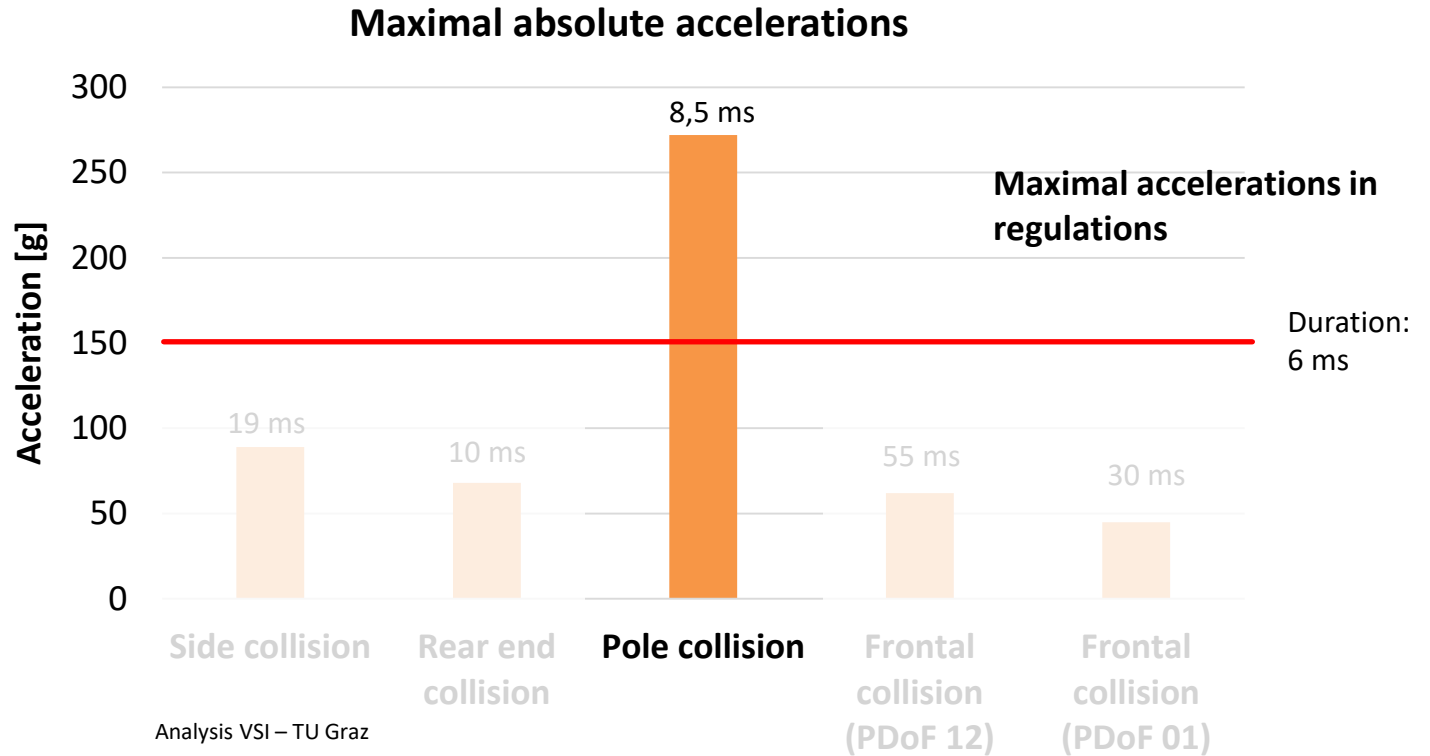 Maximal absolute accelerations
Acceleration [g]
300
250
200
150
100
50
0
8,5 ms
19 ms
10 ms
55 ms
30 ms
Maximal accelerations in
regulations
Duration:
6 ms
Side collision
Rear end
collision
Pole collision
Frontal
collision
(PDoF 12)
Frontal
collision
(PDoF 01)
Analysis VSI – TU Graz